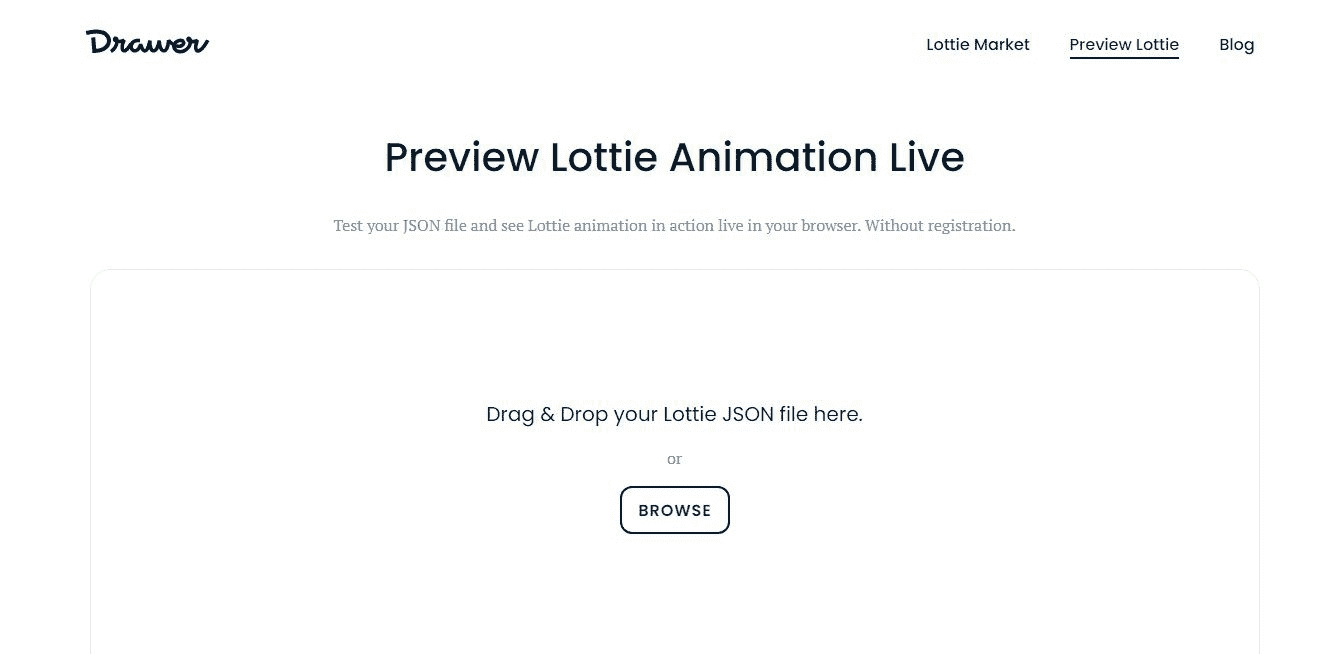 Drawer
Lottie Market
Preview Lottie
Blog
Preview Lottie Animation Live
Test your JSON file and see Lottie animation in action live in your browser. Without registration.
Drag & Drop your Lottie JSON file here.
or
BROWSE